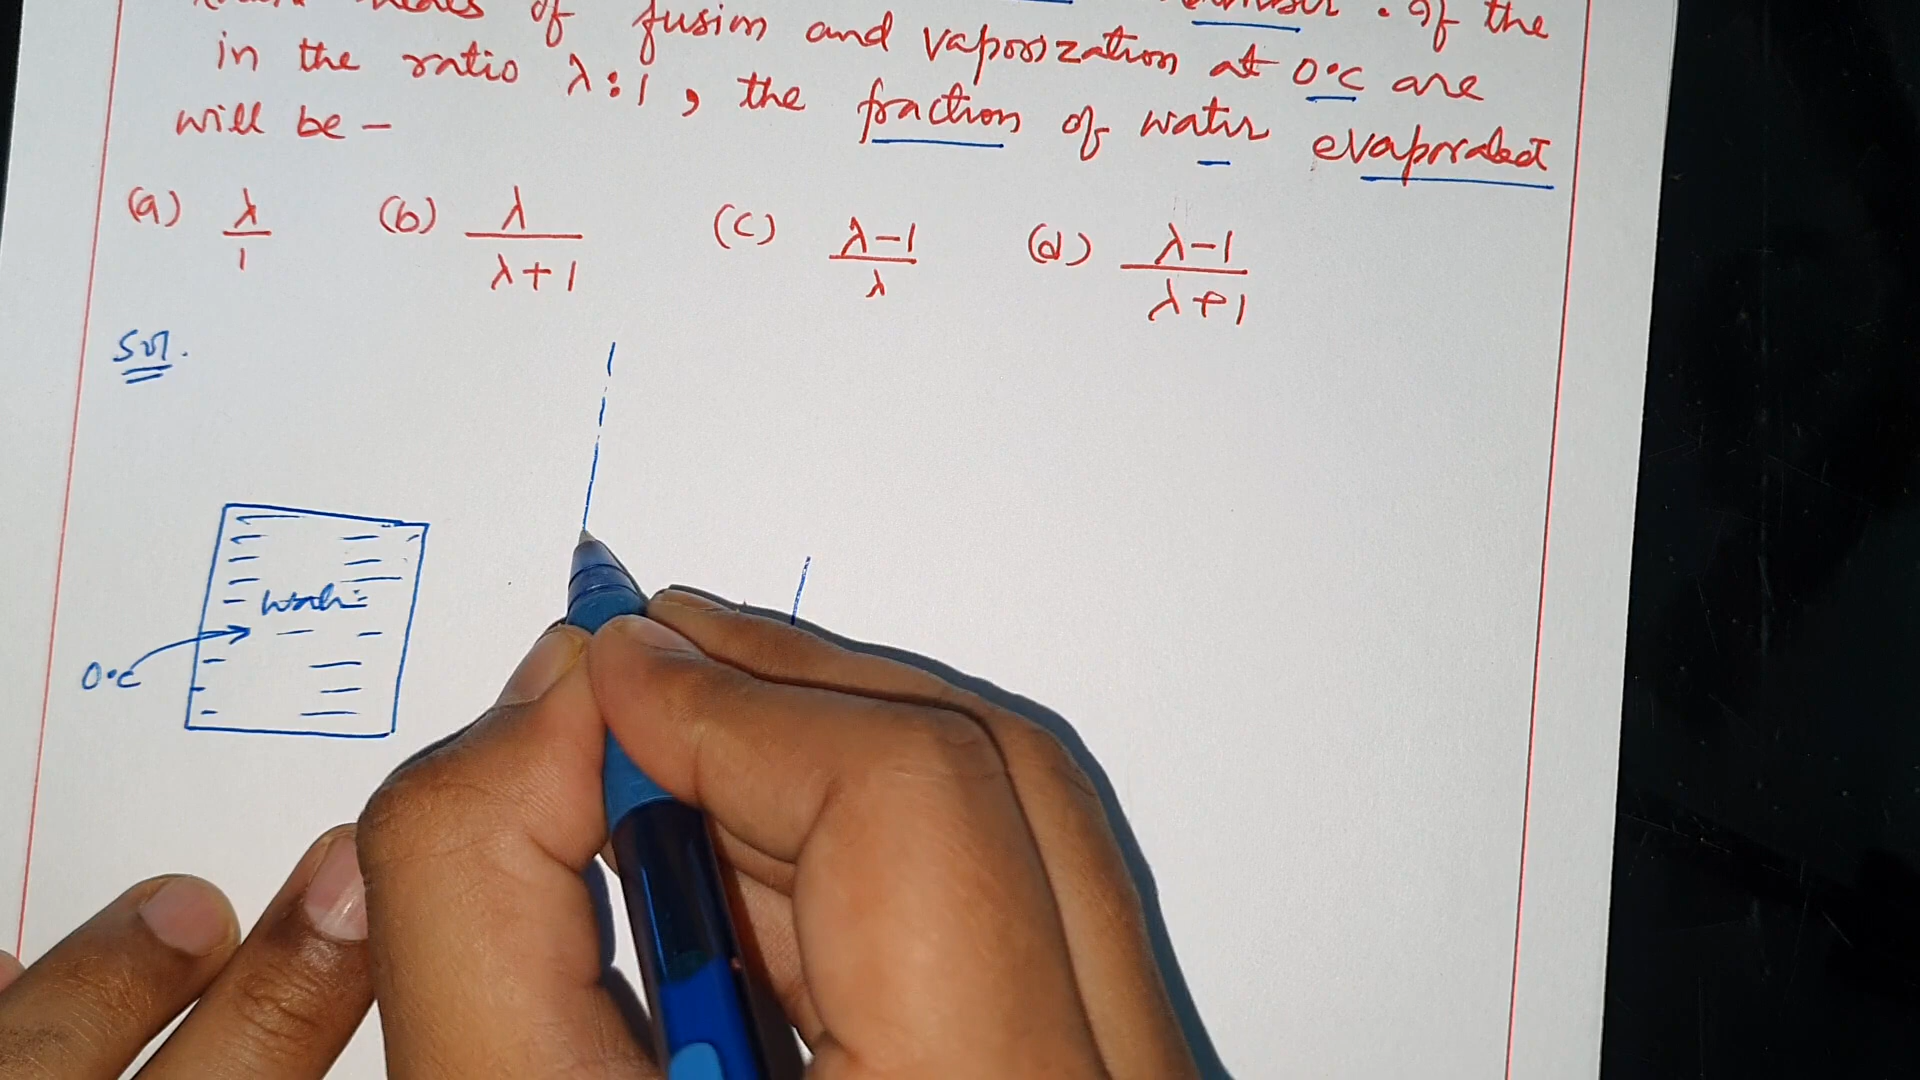 of fusion and vaporization at 0°C are
in the ratio λ:1, the fraction of water evaporated
will be –
(a) λ/1 (b) λ/λ+1 (c) λ-1/λ (d) λ-1/λ+1
Sol.
0°C